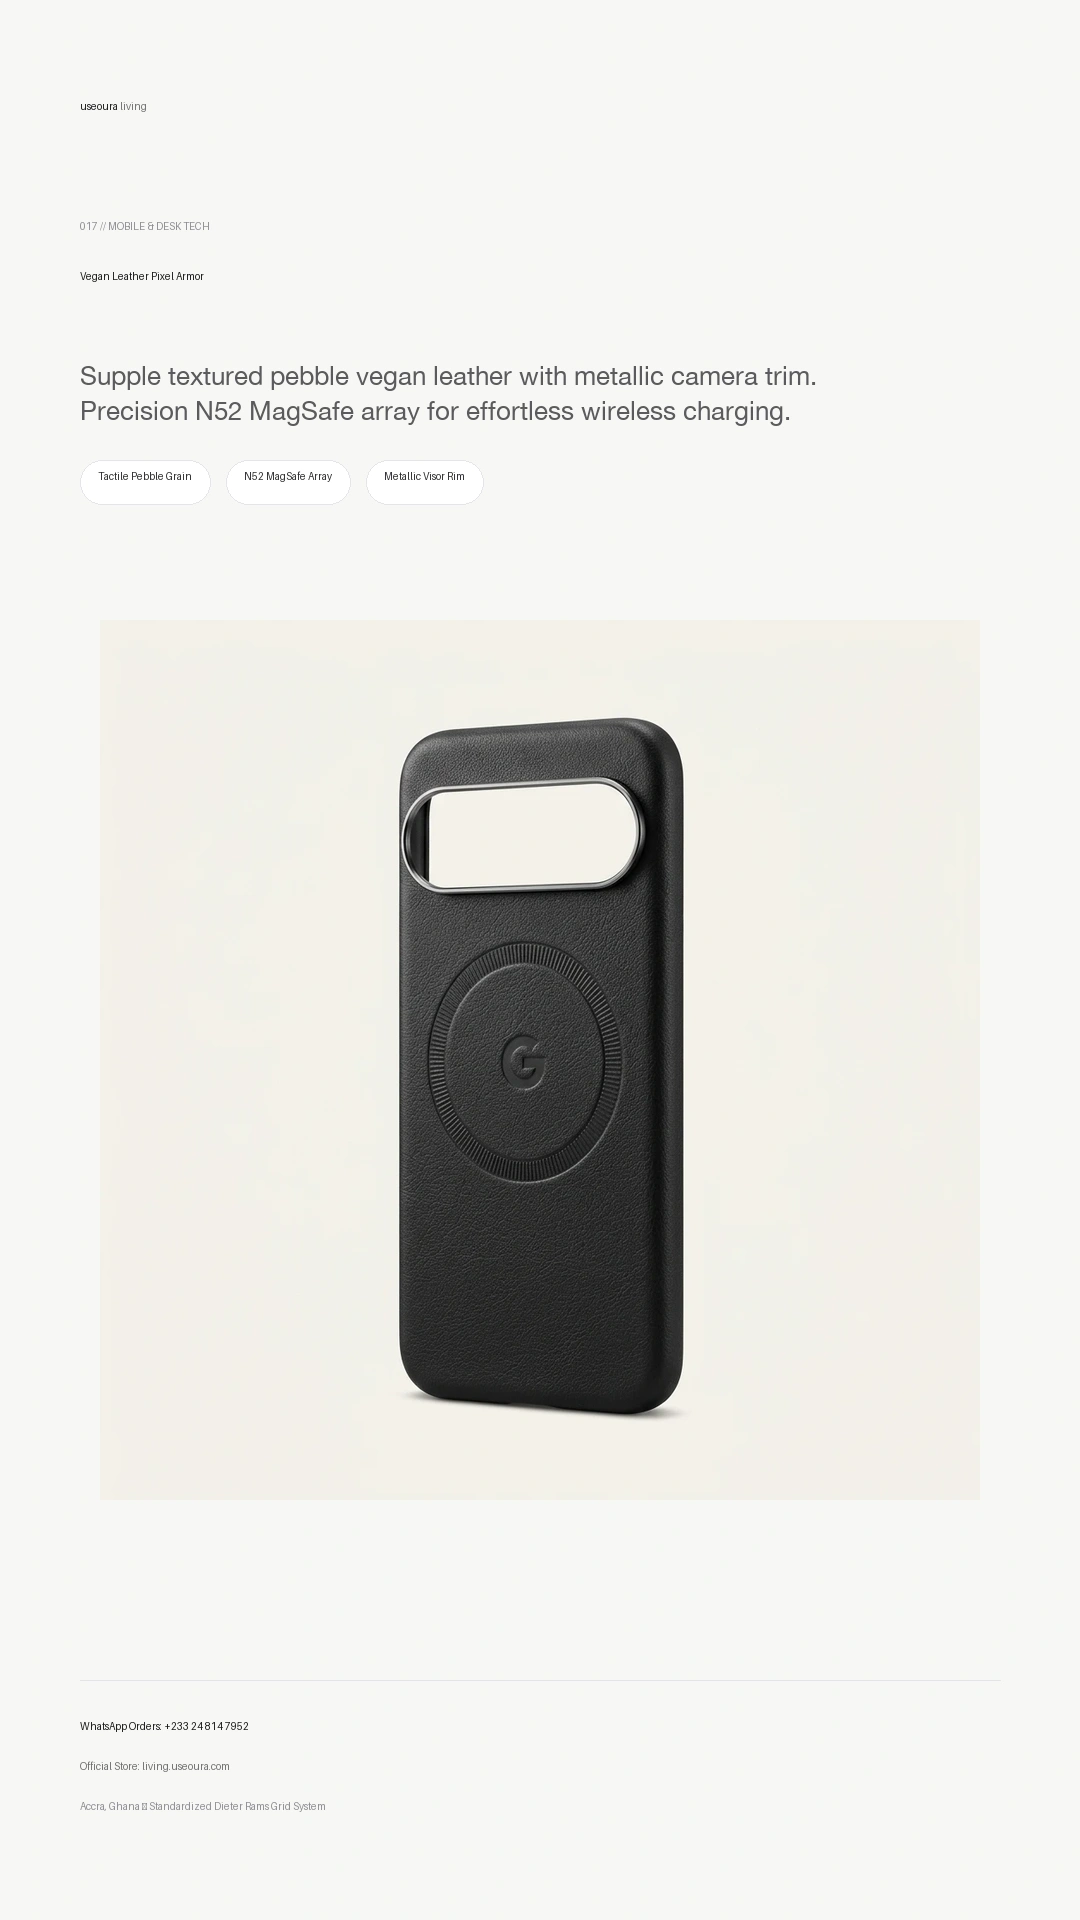 useoura living
017 // MOBILE & DESK TECH
Vegan Leather Pixel Armor
Supple textured pebble vegan leather with metallic camera trim.
Precision N52 MagSafe array for effortless wireless charging.
Tactile Pebble Grain
N52 MagSafe Array
Metallic Visor Rim
G
WhatsApp Orders: +233 248147952
Official Store: living.useoura.com
Accra, Ghana ▯ Standardized Dieter Rams Grid System